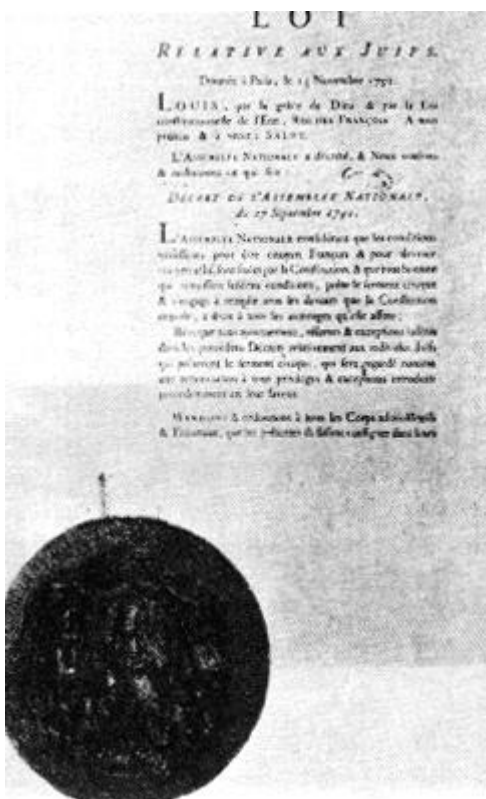 LOI
RELATIVE AUX JUIFS.
Donnée à Paris, le 13 Novembre 1791.
LOUIS, par la grâce de Dieu & par la Loi
constitutionnelle de l'État, ROI DES FRANÇOIS: A tous
présens & à venir; SALUT.
L'ASSEMBLÉE NATIONALE a décrété, & Nous voulons
& ordonnons ce qui suit:
DÉCRET DE L'ASSEMBLÉE NATIONALE,
du 27 Septembre 1791.
L'ASSEMBLÉE NATIONALE considérant que les conditions
nécessaires pour être citoyen François & pour devenir
citoyen actif, sont fixées par la Constitution, & que tout homme
qui réunissant lesdites conditions, prête le serment civique
& s'engage à remplir tous les devoirs que la Constitution
impose, a droit à tous les avantages qu'elle assure;
Révoque tous ajournemens, réserves & exceptions insérés
dans les précédens Décrets relativement aux individus Juifs
qui prêteront le serment civique, qui sera regardé comme
une renonciation à tous privilèges & exceptions introduits
précédemment en leur faveur.
MANDONS & ordonnons à tous les Corps administratifs
& Tribunaux, que les présentes ils fassent consigner dans leurs